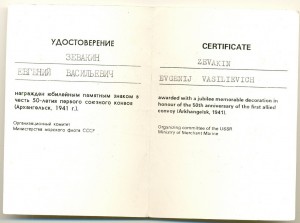 УДОСТОВЕРЕНИЕ
ЗЕВАКИН
ЕВГЕНИЙ ВАСИЛЬЕВИЧ
награжден юбилейным памятным знаком в
честь 50-летия первого союзного конвоя
(Архангельск, 1941 г.)
Организационный комитет
Министерства морского флота СССР
CERTIFICATE
ZEVAKIN
EVGENIJ VASILIEVICH
awarded with a jubilee memorable decoration in
honour of the 50th anniversary of the first allied
convoy (Arkhangelsk, 1941).
Organizing committee of the USSR
Ministry of Merchant Marine